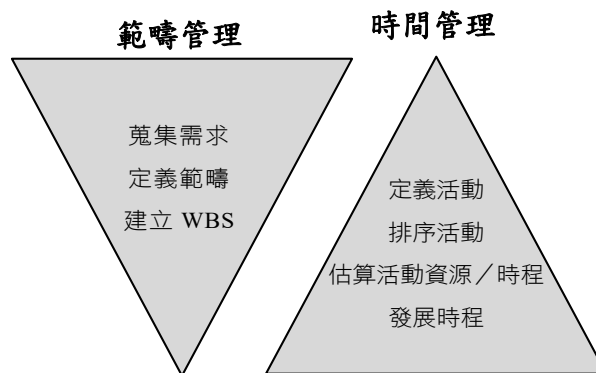 範疇管理
蒐集需求
定義範疇
建立 WBS
時間管理
定義活動
排序活動
估算活動資源／時程
發展時程